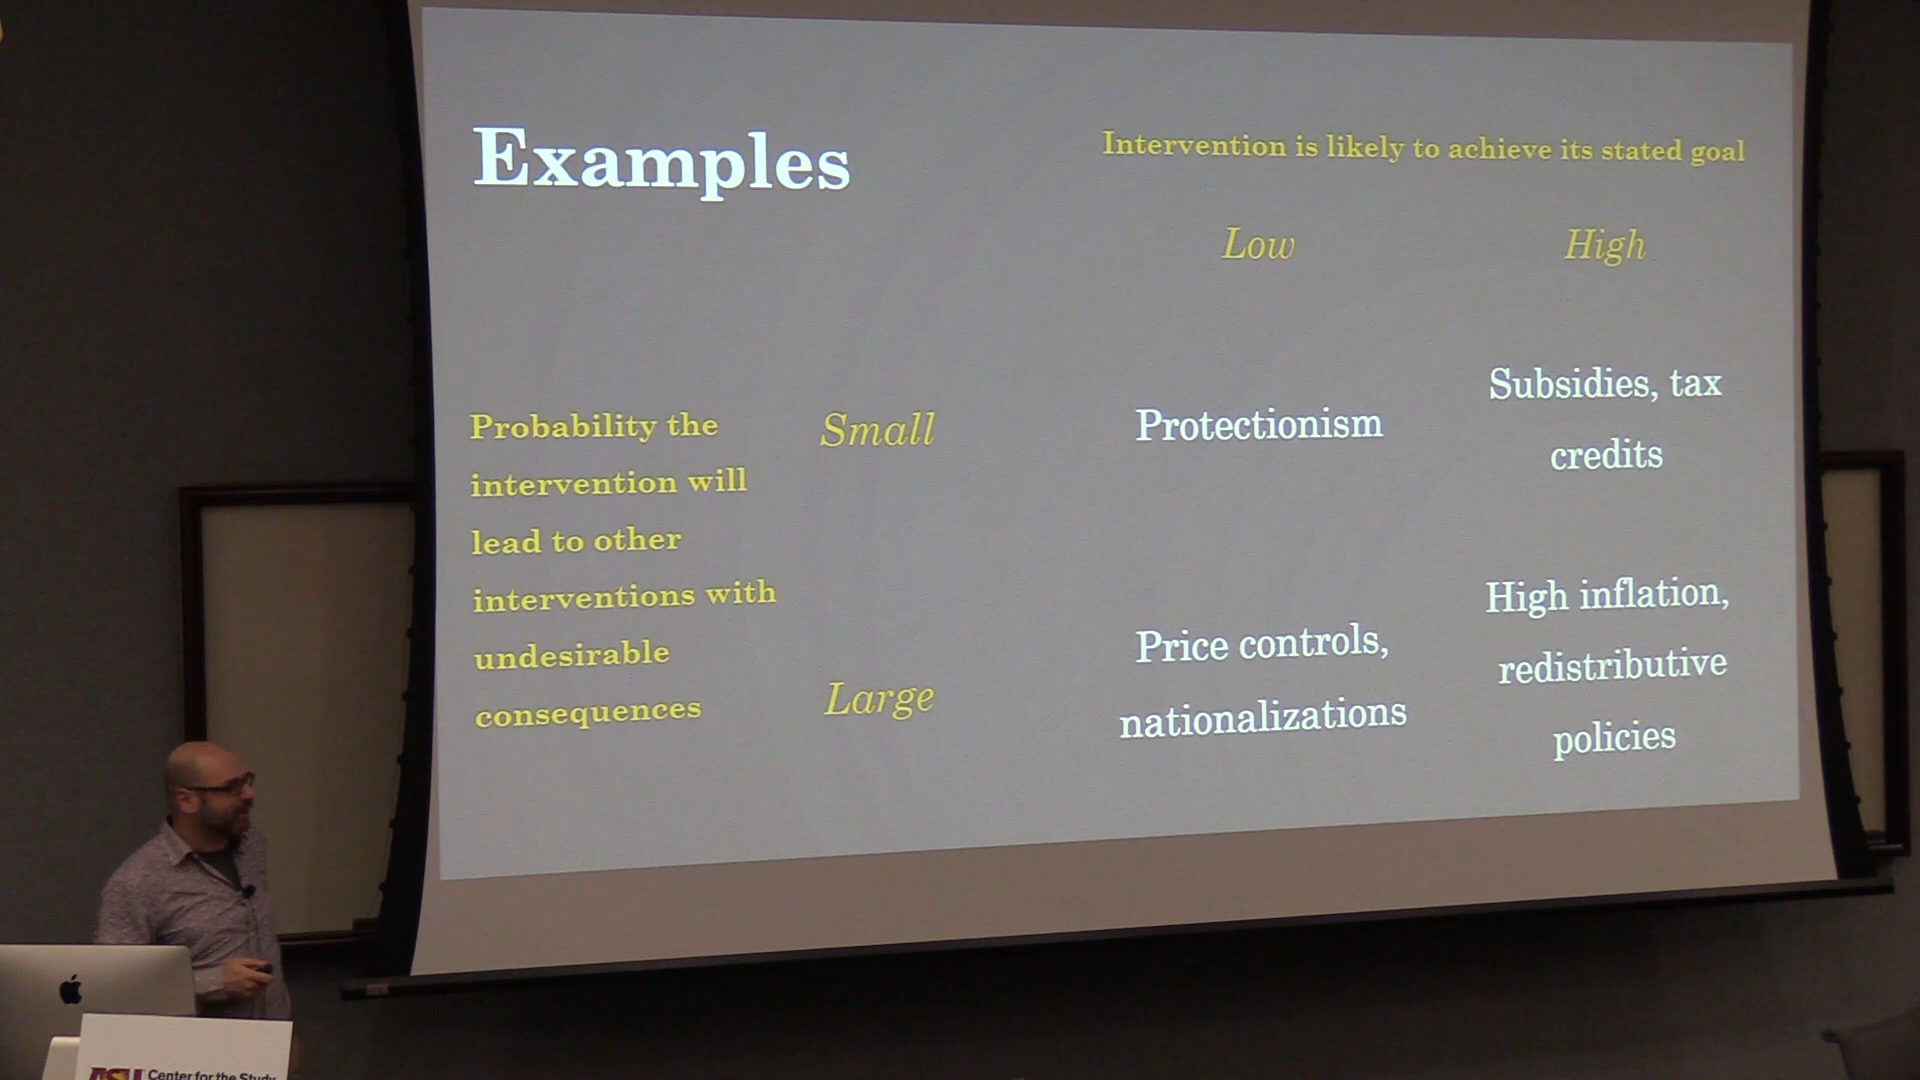 Examples
Intervention is likely to achieve its stated goal
Low
High
Probability the
intervention will
lead to other
interventions with
undesirable
consequences
Small
Protectionism
Subsidies, tax
credits
Large
Price controls,
nationalizations
High inflation,
redistributive
policies
ASU Center for the Study